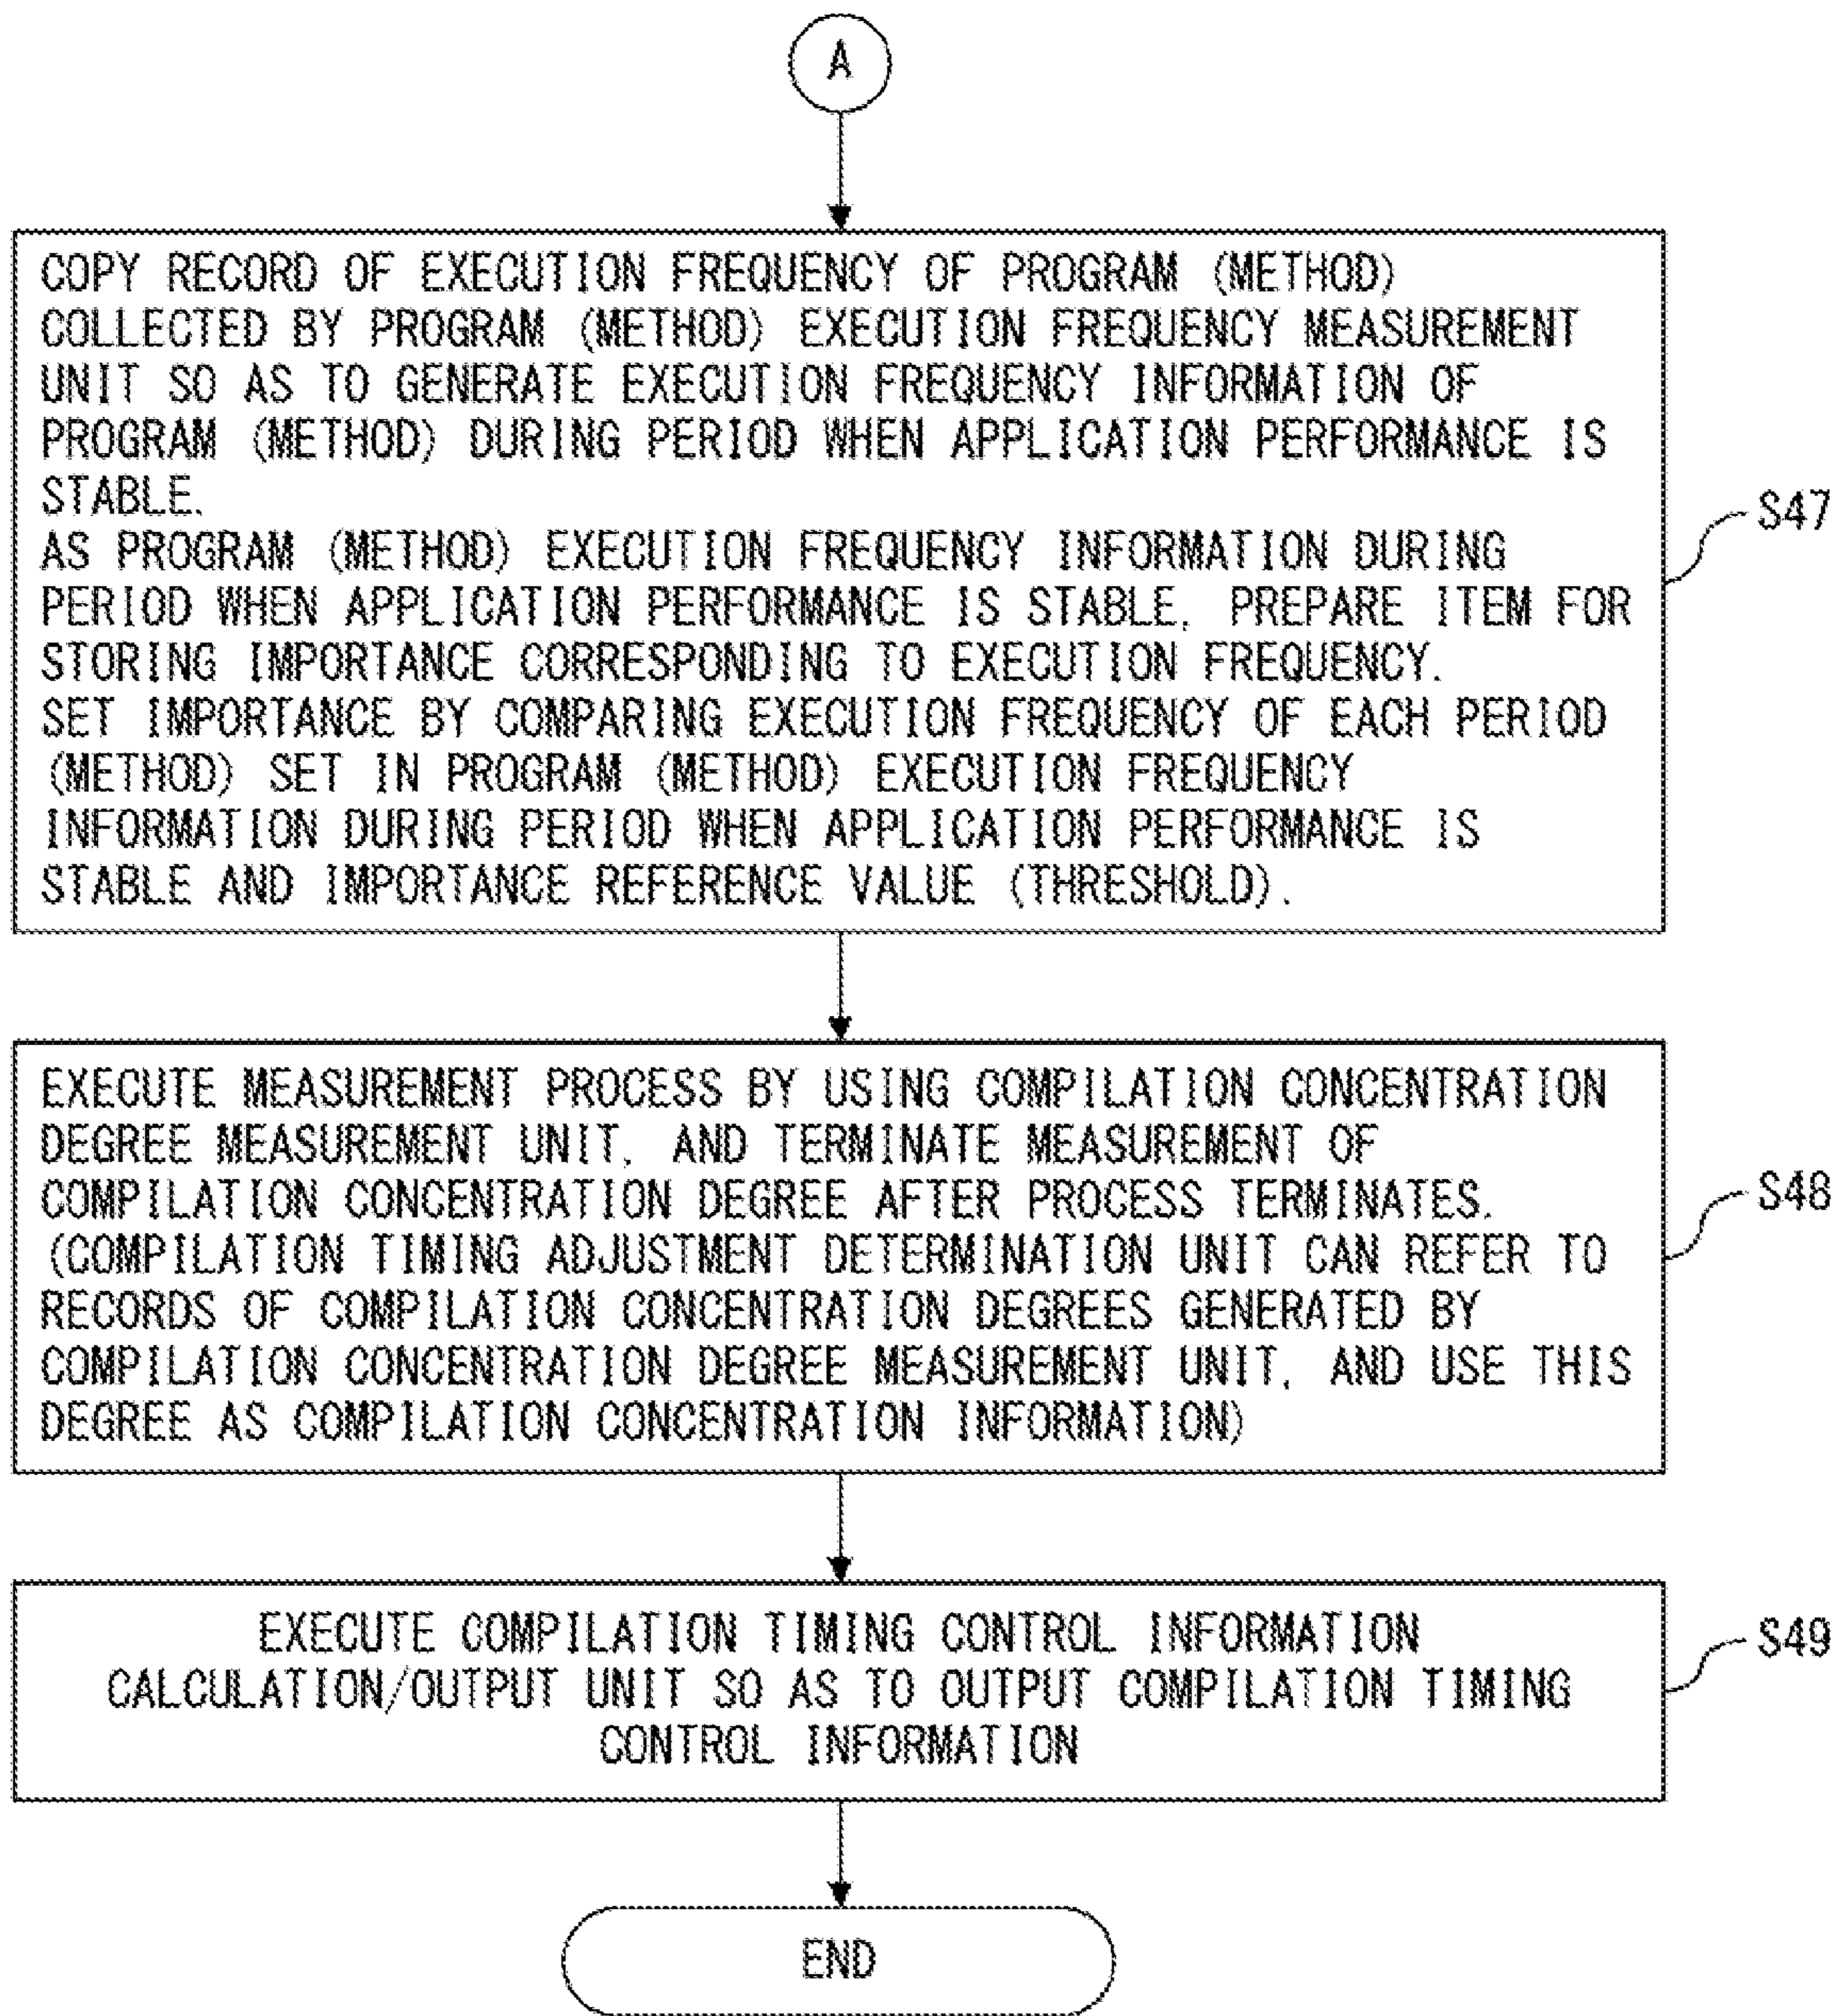 A
COPY RECORD OF EXECUTION FREQUENCY OF PROGRAM (METHOD)
COLLECTED BY PROGRAM (METHOD) EXECUTION FREQUENCY MEASUREMENT
UNIT SO AS TO GENERATE EXECUTION FREQUENCY INFORMATION OF
PROGRAM (METHOD) DURING PERIOD WHEN APPLICATION PERFORMANCE IS
STABLE.
AS PROGRAM (METHOD) EXECUTION FREQUENCY INFORMATION DURING
PERIOD WHEN APPLICATION PERFORMANCE IS STABLE, PREPARE ITEM FOR
STORING IMPORTANCE CORRESPONDING TO EXECUTION FREQUENCY.
SET IMPORTANCE BY COMPARING EXECUTION FREQUENCY OF EACH PERIOD
(METHOD) SET IN PROGRAM (METHOD) EXECUTION FREQUENCY
INFORMATION DURING PERIOD WHEN APPLICATION PERFORMANCE IS
STABLE AND IMPORTANCE REFERENCE VALUE (THRESHOLD).
S47
EXECUTE MEASUREMENT PROCESS BY USING COMPILATION CONCENTRATION
DEGREE MEASUREMENT UNIT, AND TERMINATE MEASUREMENT OF
COMPILATION CONCENTRATION DEGREE AFTER PROCESS TERMINATES.
(COMPILATION TIMING ADJUSTMENT DETERMINATION UNIT CAN REFER TO
RECORDS OF COMPILATION CONCENTRATION DEGREES GENERATED BY
COMPILATION CONCENTRATION DEGREE MEASUREMENT UNIT, AND USE THIS
DEGREE AS COMPILATION CONCENTRATION INFORMATION)
S48
EXECUTE COMPILATION TIMING CONTROL INFORMATION
CALCULATION/OUTPUT UNIT SO AS TO OUTPUT COMPILATION TIMING
CONTROL INFORMATION
S49
END